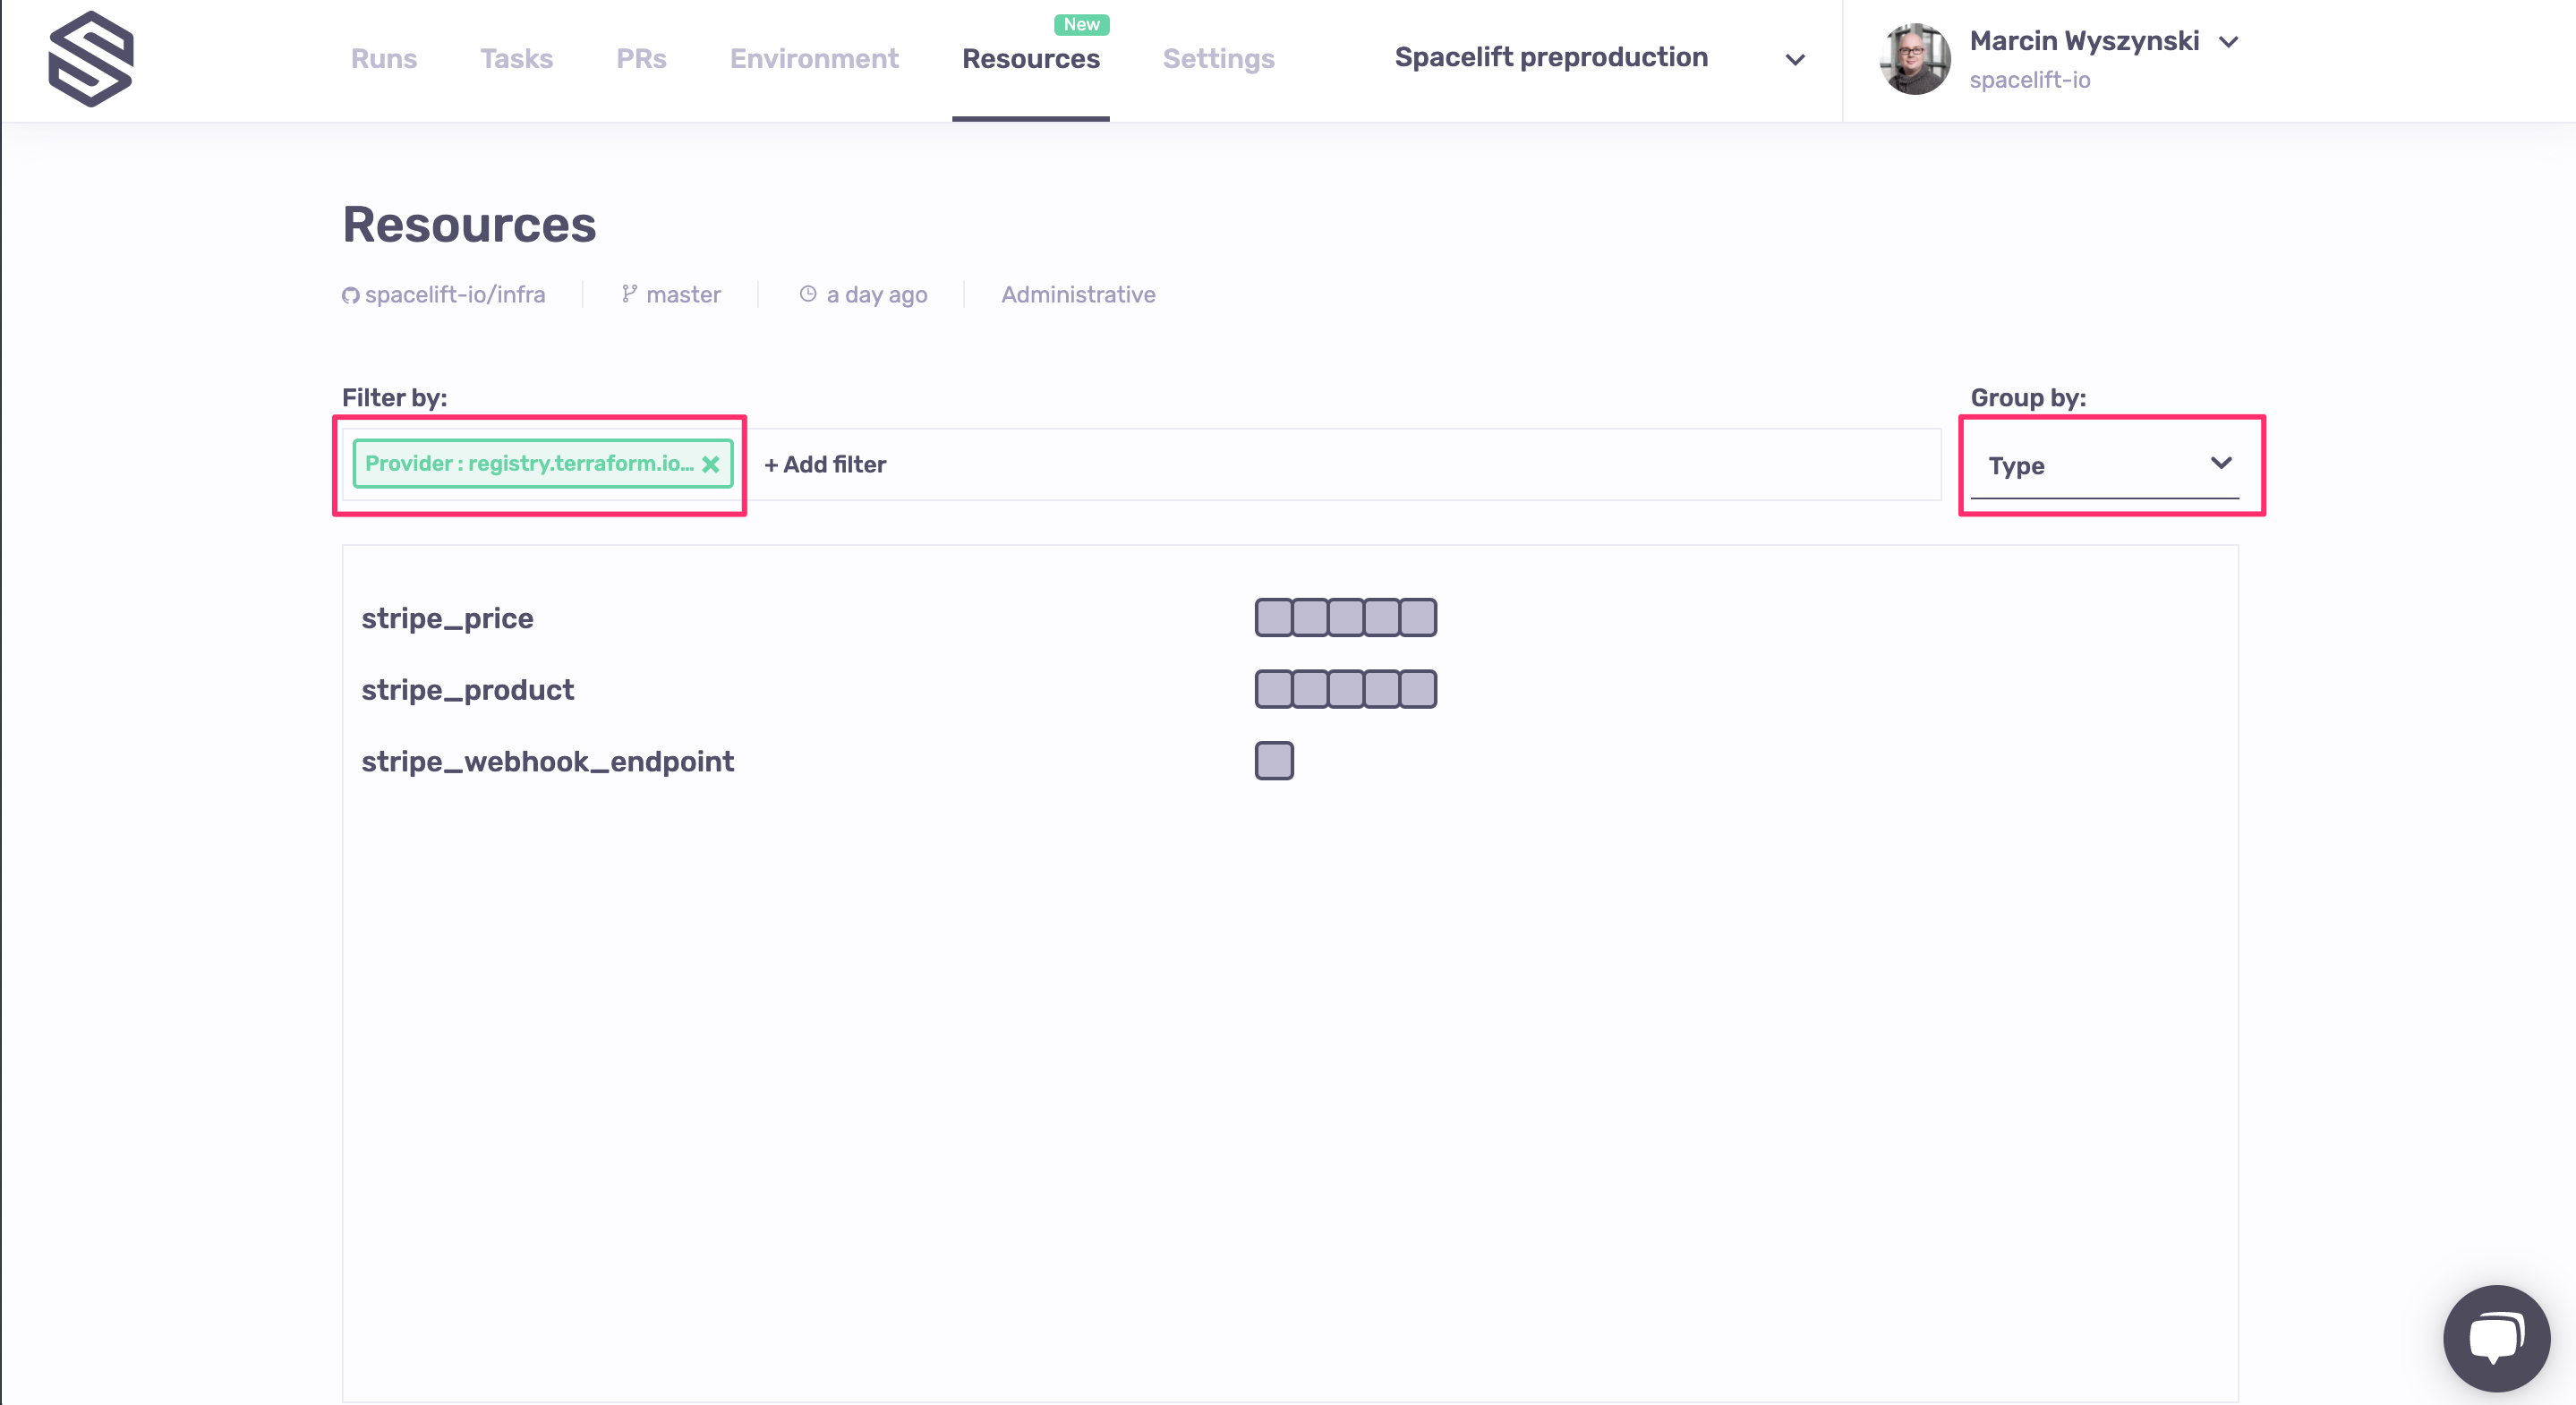 New
Runs Tasks PRs Environment Resources Settings Spacelift preproduction Marcin Wyszynski
spacelift-io
Resources
spacelift-io/infra master a day ago Administrative
Filter by: Group by:
Provider : registry.terraform.io... + Add filter Type
stripe_price
stripe_product
stripe_webhook_endpoint